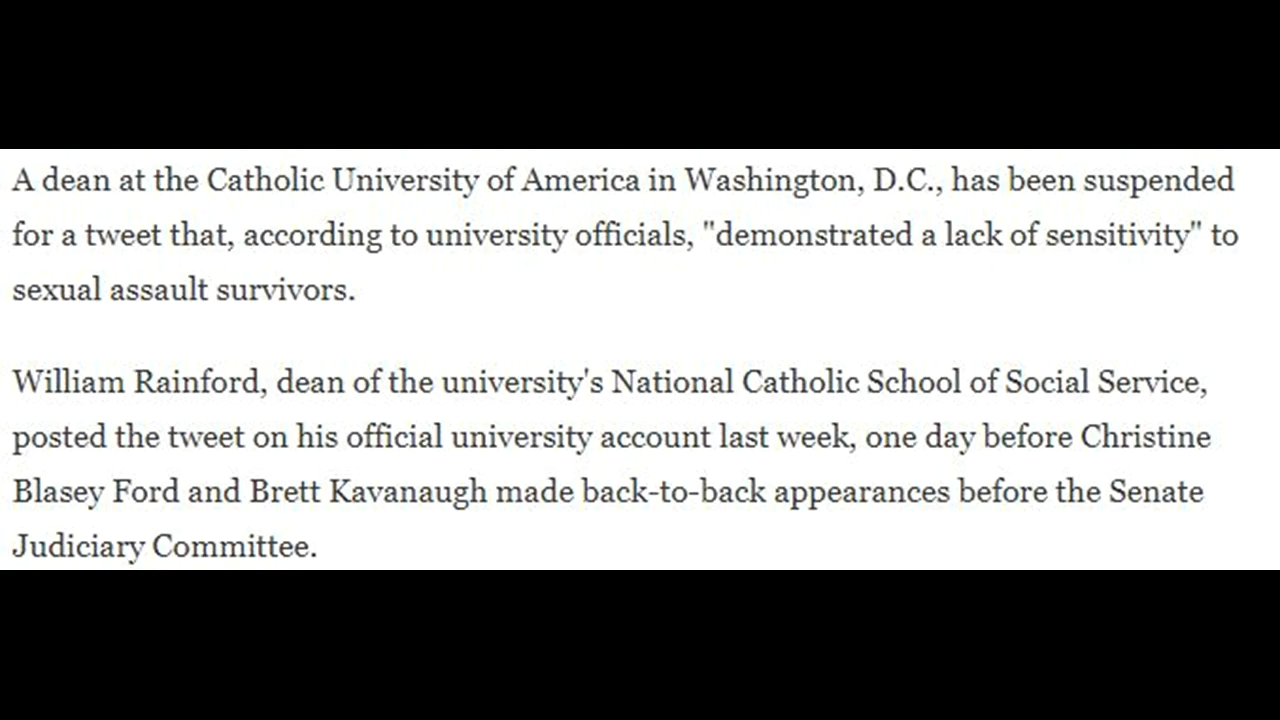 A dean at the Catholic University of America in Washington, D.C., has been suspended
for a tweet that, according to university officials, "demonstrated a lack of sensitivity" to
sexual assault survivors.
William Rainford, dean of the university's National Catholic School of Social Service,
posted the tweet on his official university account last week, one day before Christine
Blasey Ford and Brett Kavanaugh made back-to-back appearances before the Senate
Judiciary Committee.